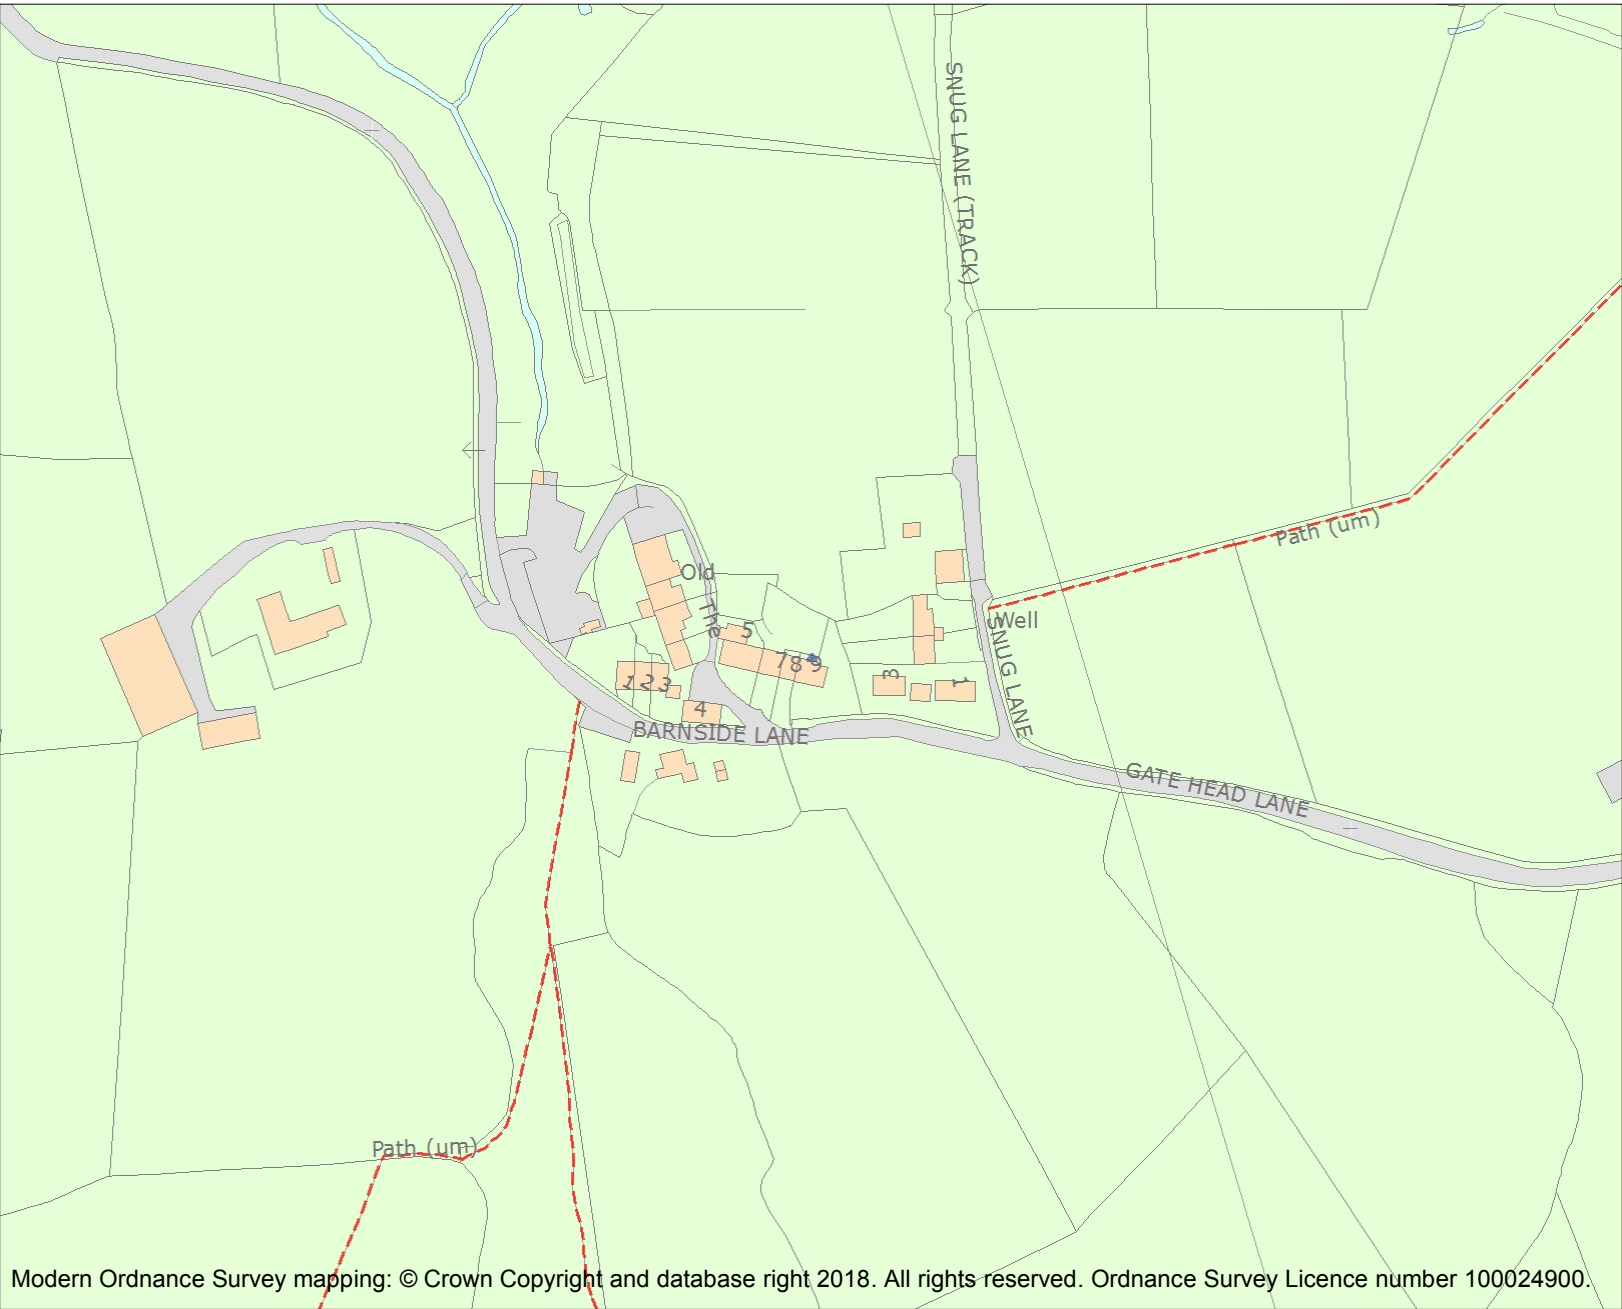 SNUG LANE (TRACK)
Path (um)
Old
The
Well
5
7 8 9
1 2 3
3
1
SNUG LANE
4
BARNSIDE LANE
GATE HEAD LANE
Path (um)
Modern Ordnance Survey mapping: © Crown Copyright and database right 2018. All rights reserved. Ordnance Survey Licence number 100024900.